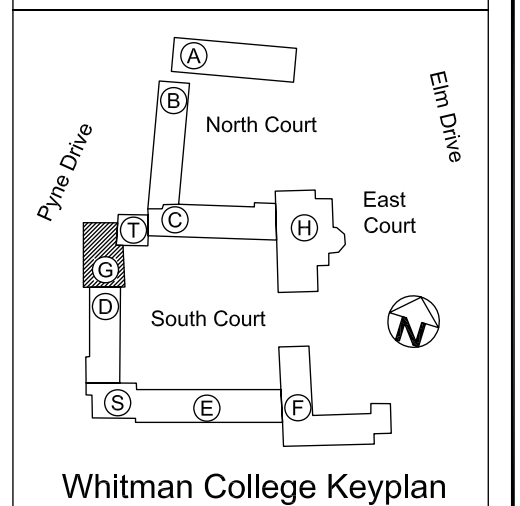 A
B
North Court
Elm Drive
Pyne Drive
East
Court
T
C
H
G
D
South Court
N
S
E
F
Whitman College Keyplan